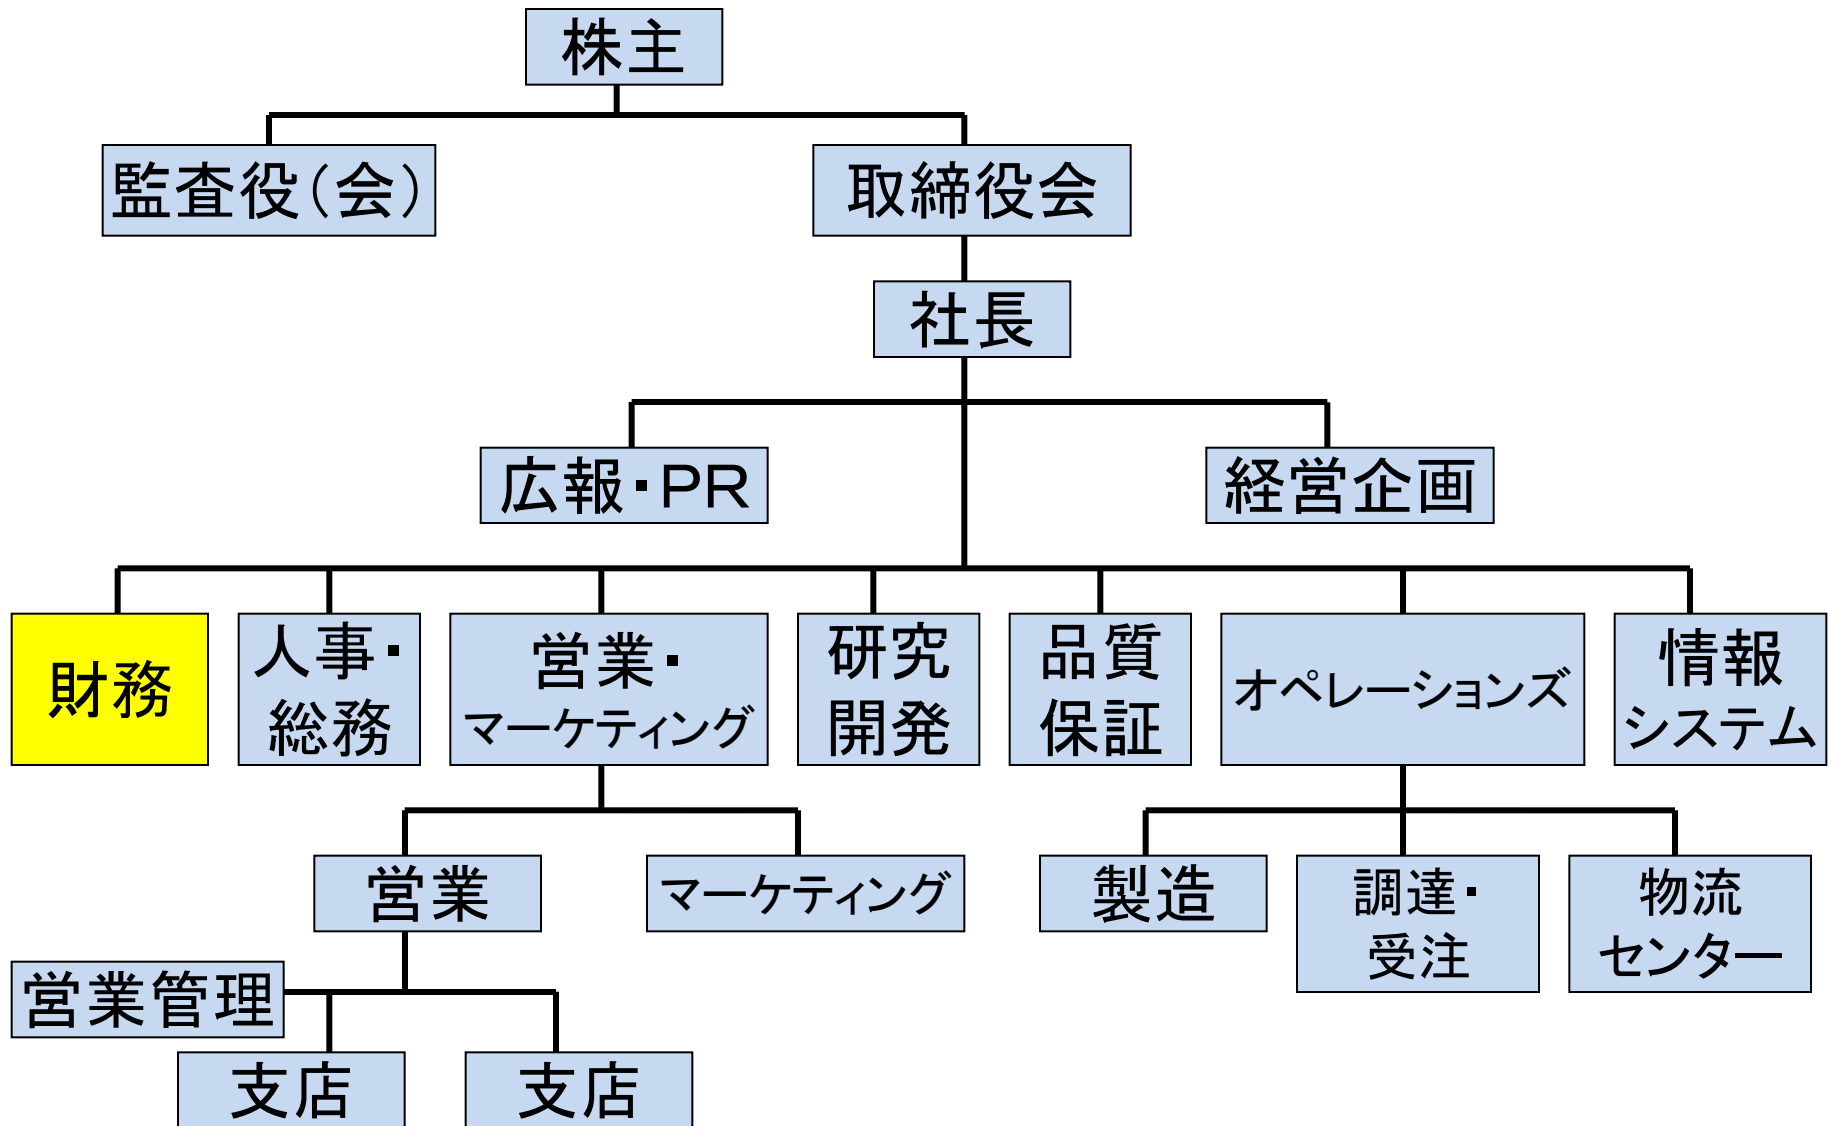 株主
監査役（会）
取締役会
社長
広報・PR
経営企画
財務
人事・
総務
営業・
マーケティング
研究
開発
品質
保証
オペレーションズ
情報
システム
営業
マーケティング
製造
調達・
受注
物流
センター
営業管理
支店
支店